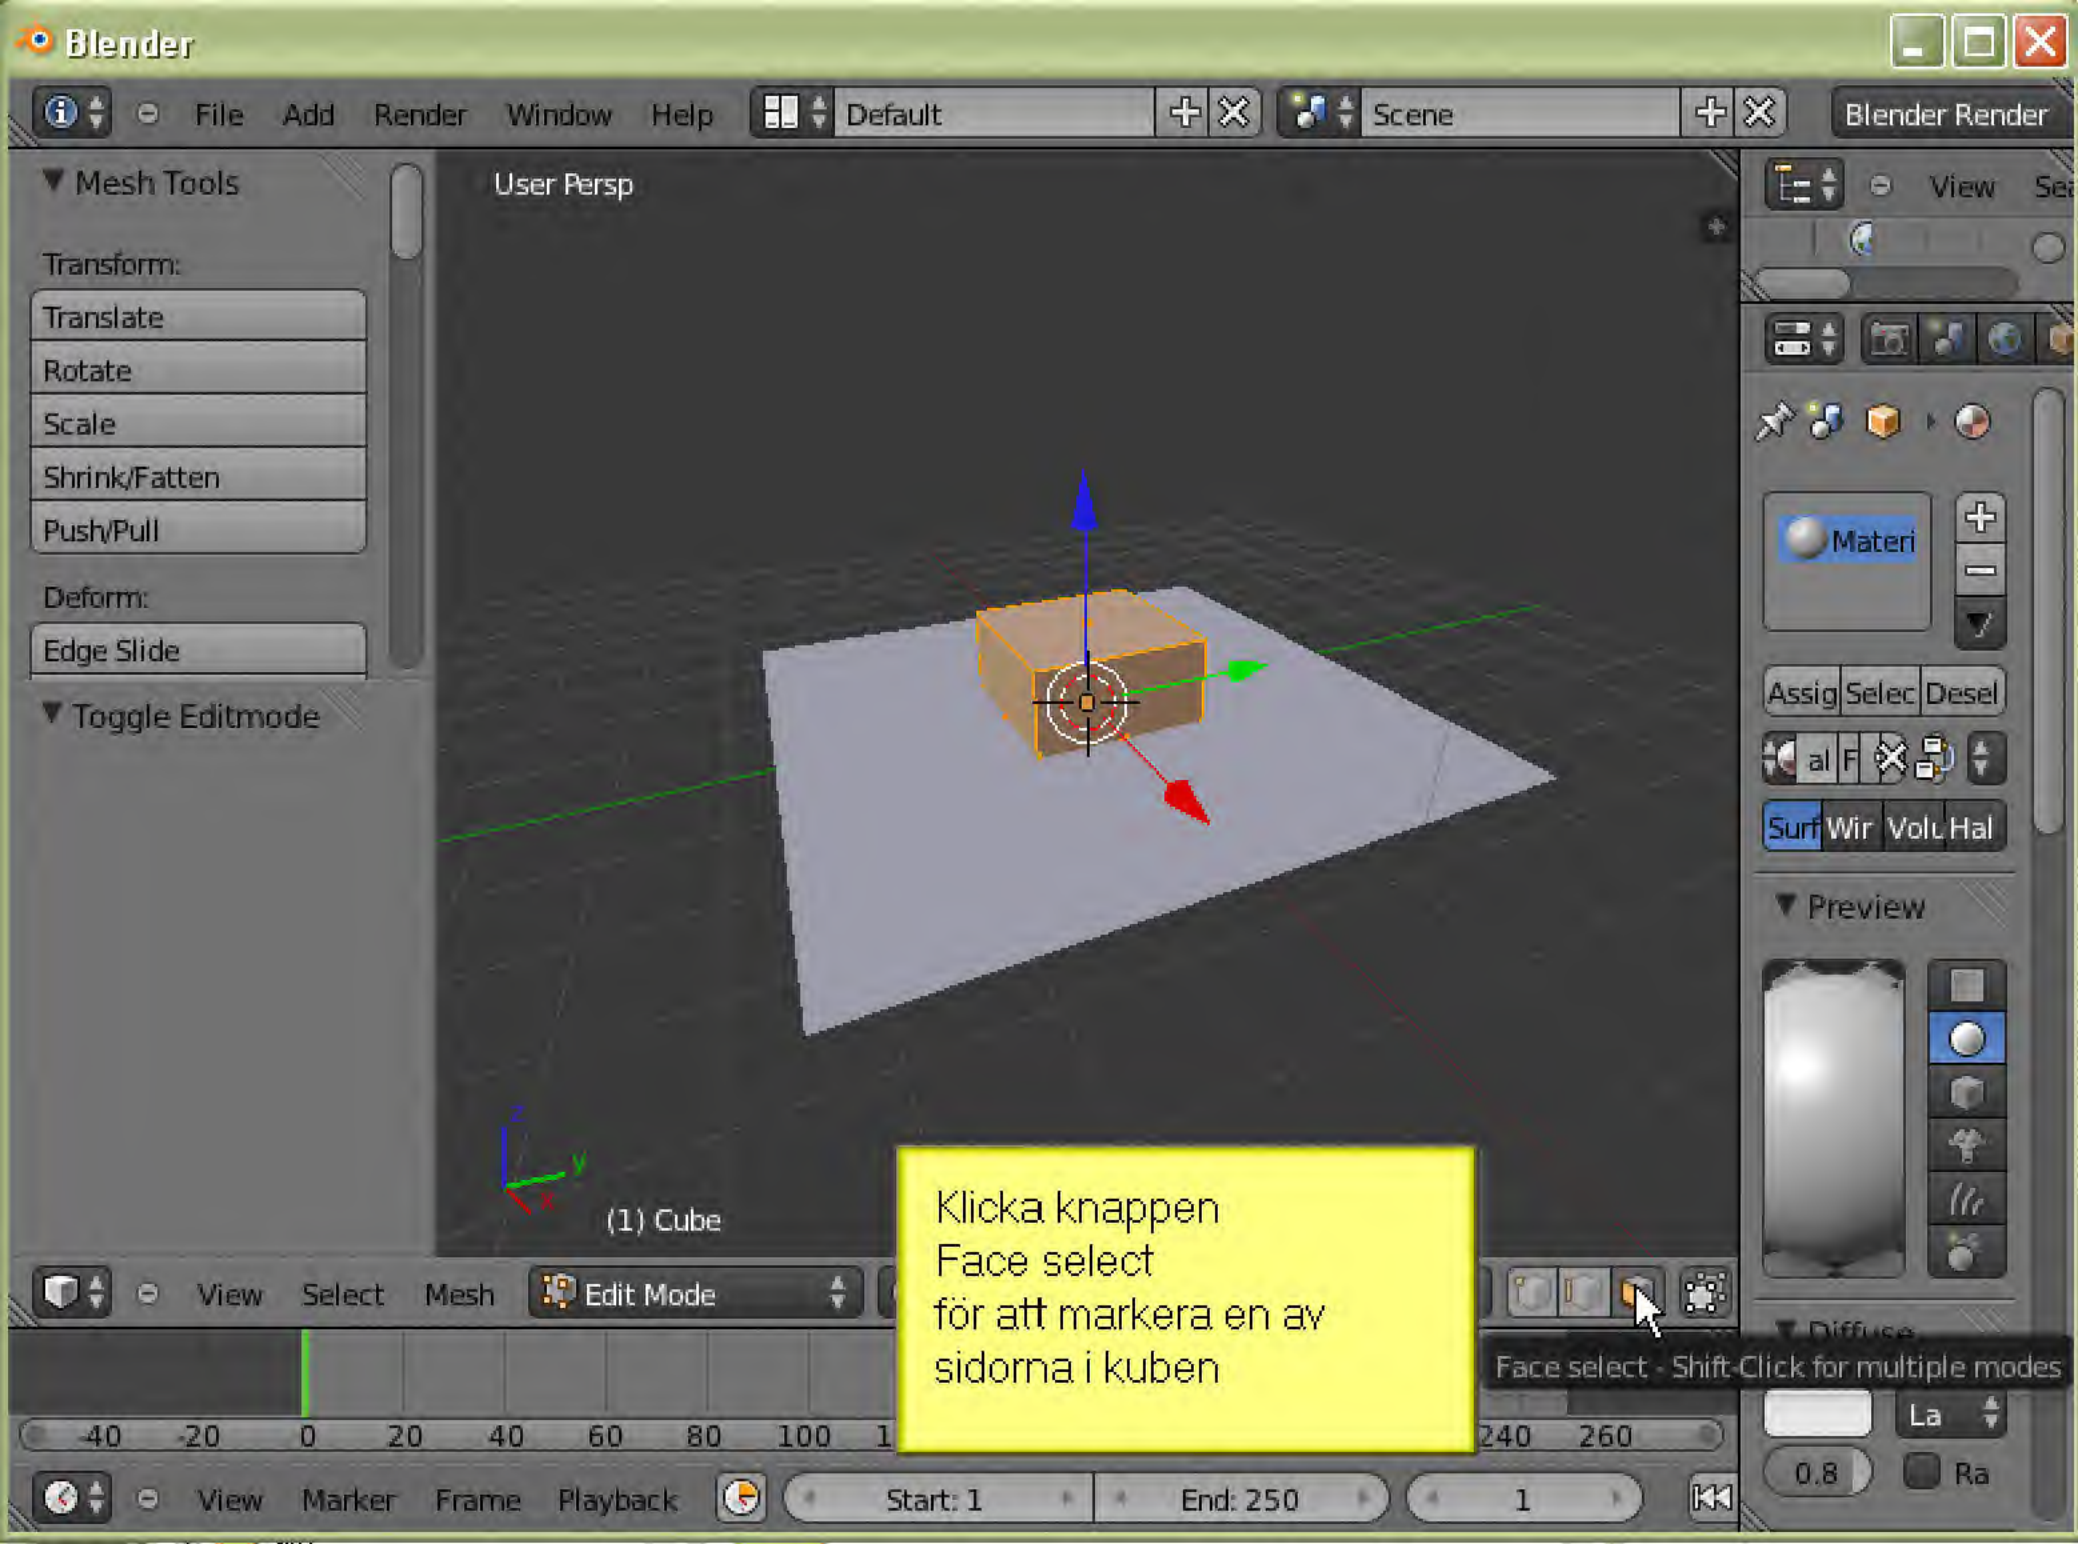 Blender
File Add Render Window Help Default Scene Blender Render
Mesh Tools
User Persp
View
Transform:
Translate
Rotate
Scale
Shrink/Fatten
Push/Pull
Materi
Deform:
Edge Slide
Assig Selec Desel
Toggle Editmode
al F
Surf Wir Volu Hal
Preview
z
y
x
(1) Cube
Klicka knappen
Face select
för att markera en av
sidorna i kuben
View Select Mesh Edit Mode
Diffuse
Face select - Shift-Click for multiple modes
La
-40 -20 0 20 40 60 80 100 1 240 260
0.8 Ra
View Marker Frame Playback Start: 1 End: 250 1